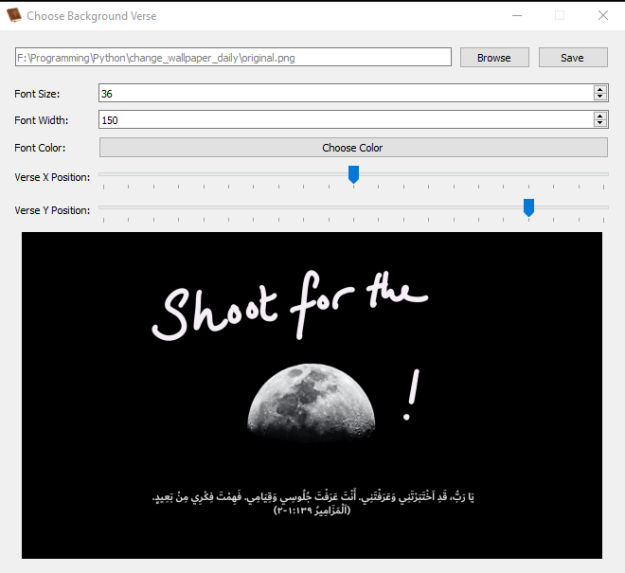 Choose Background Verse
F:\Programming\Python\change_wallpaper_daily\original.png
Browse
Save
Font Size:
36
Font Width:
150
Font Color:
Choose Color
Verse X Position:
Verse Y Position:
Shoot for the
!
يَا رَبُّ، قَدِ اَخْتَبَرْتَنِي وَعَرَفْتَنِي. أَنْتَ عَرَفْتَ جُلُوسِي وَقِيَامِي. فَهِمْتَ فِكْرِي مِنْ بَعِيدٍ.
(اَلْمَزَامِيرُ ١٣٩:١-٢)